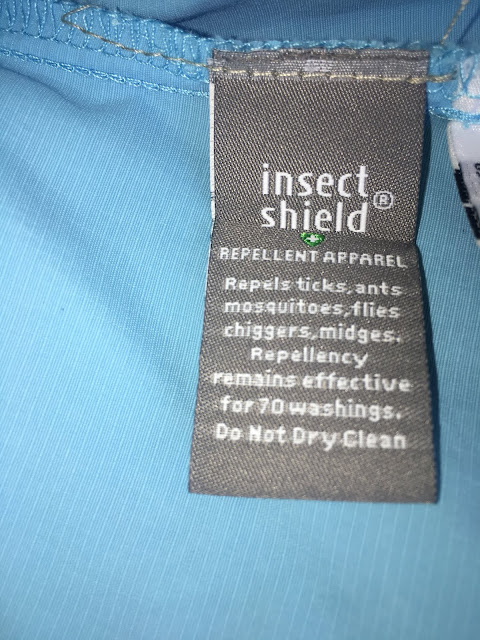 insect
shield®
REPELLENT APPAREL
Repels ticks, ants
mosquitoes, flies
chiggers, midges.
Repellency
remains effective
for 70 washings.
Do Not Dry Clean